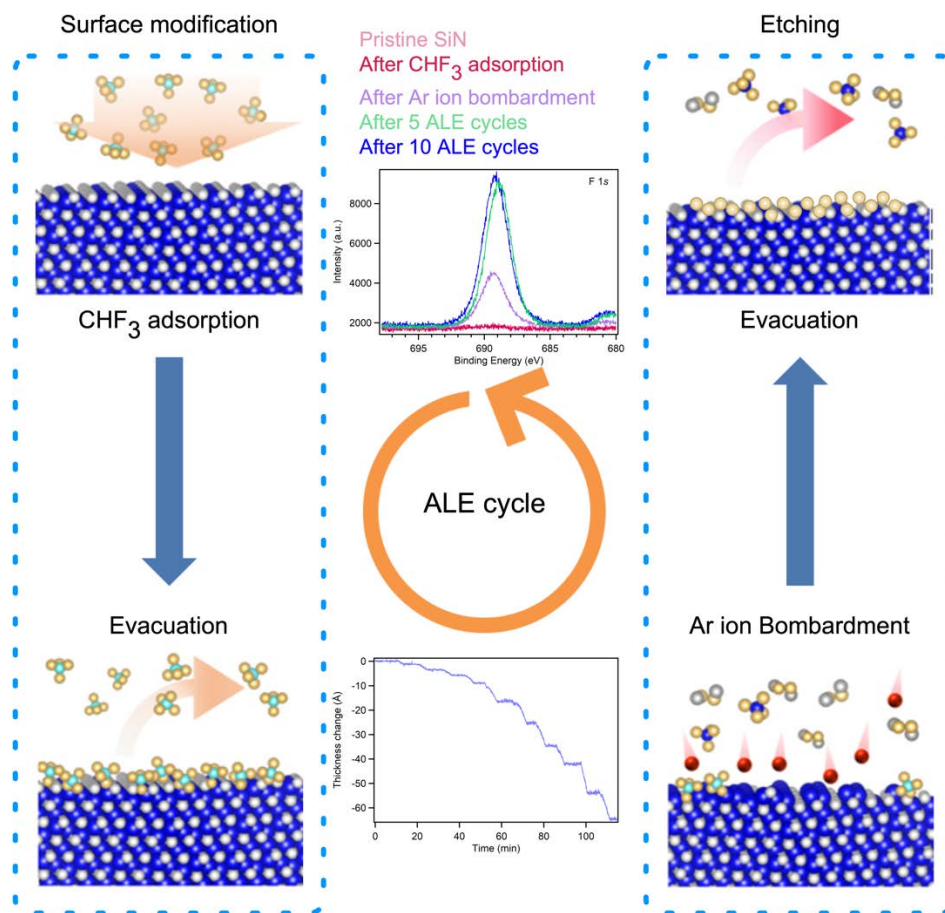 Surface modification
CHF3 adsorption
Evacuation
Pristine SiN
After CHF3 adsorption
After Ar ion bombardment
After 5 ALE cycles
After 10 ALE cycles
F 1s
Intensity (a.u.)
8000
6000
4000
2000
695
690
685
680
Binding Energy (eV)
ALE cycle
Thickness change (Å)
0
-10
-20
-30
-40
-50
-60
0
20
40
60
80
100
Time (min)
Etching
Evacuation
Ar ion Bombardment